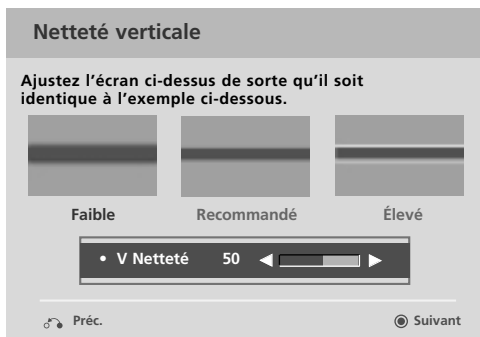 Netteté verticale
Ajustez l’écran ci-dessus de sorte qu’il soit
identique à l’exemple ci-dessous.
Faible Recommandé Élevé
• V Netteté 50 ◀ ▶
Préc. Suivant